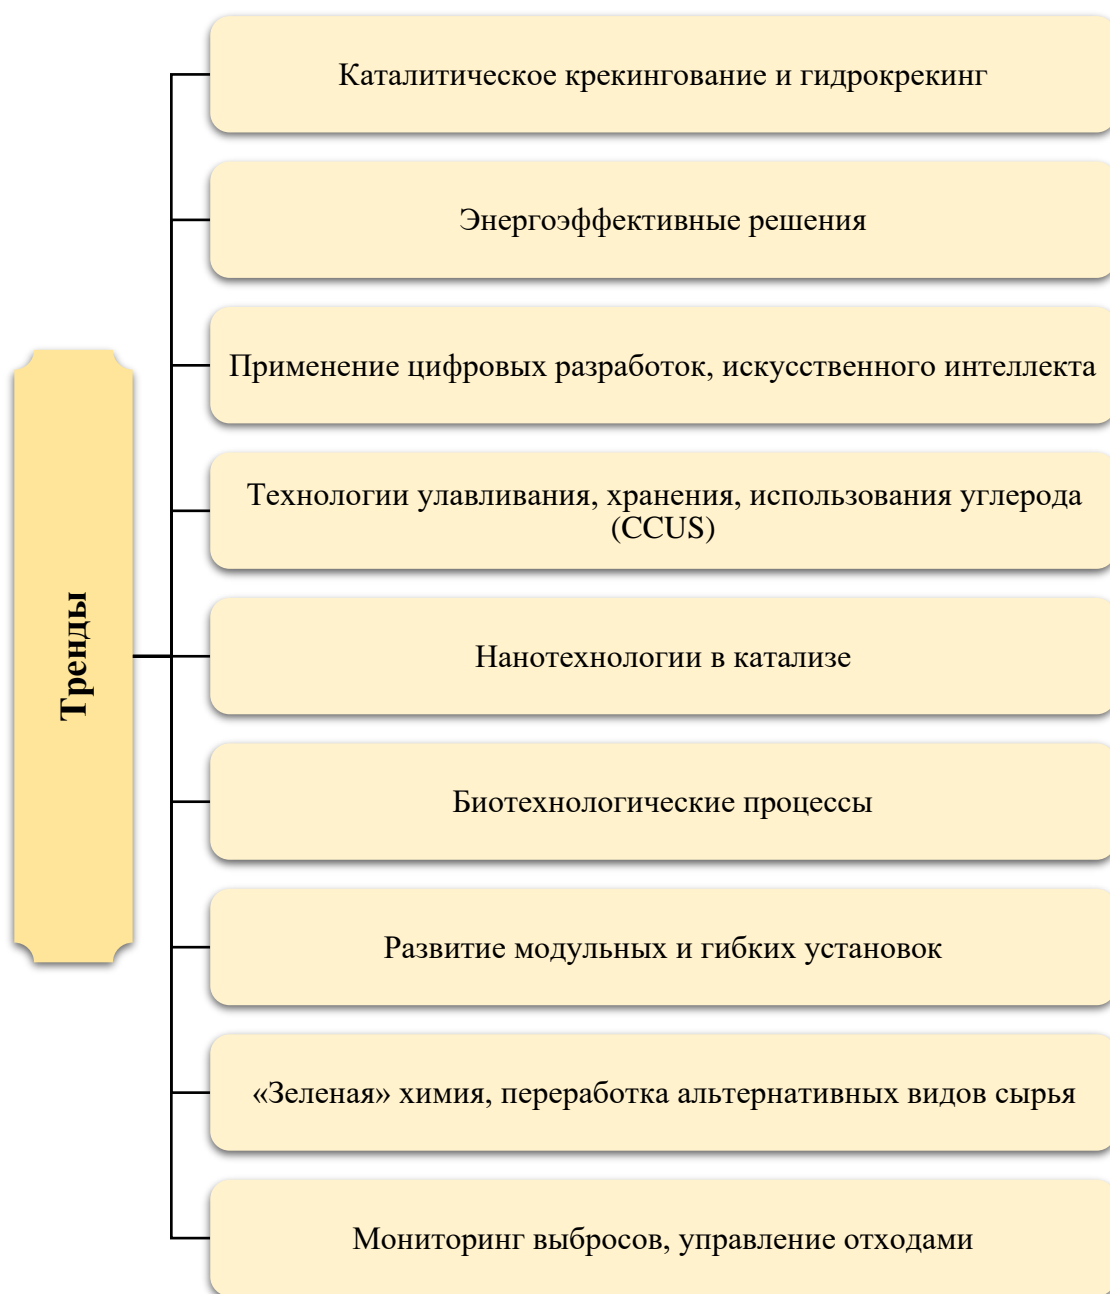 Тренды
Каталитическое крекингование и гидрокрекинг
Энергоэффективные решения
Применение цифровых разработок, искусственного интеллекта
Технологии улавливания, хранения, использования углерода
(CCUS)
Нанотехнологии в катализе
Биотехнологические процессы
Развитие модульных и гибких установок
«Зеленая» химия, переработка альтернативных видов сырья
Мониторинг выбросов, управление отходами